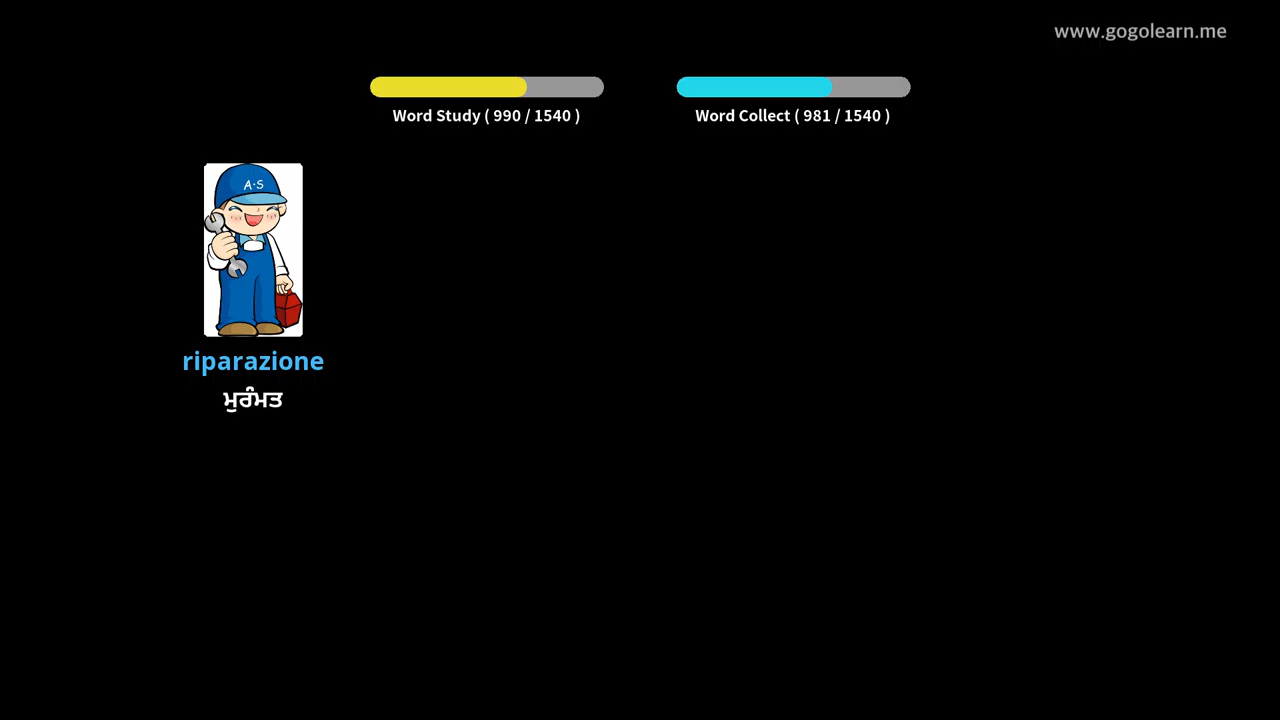 www.gogolearn.me
Word Study ( 990 / 1540 )
Word Collect ( 981 / 1540 )
A·S
riparazione
ਮੁਰੰਮਤ